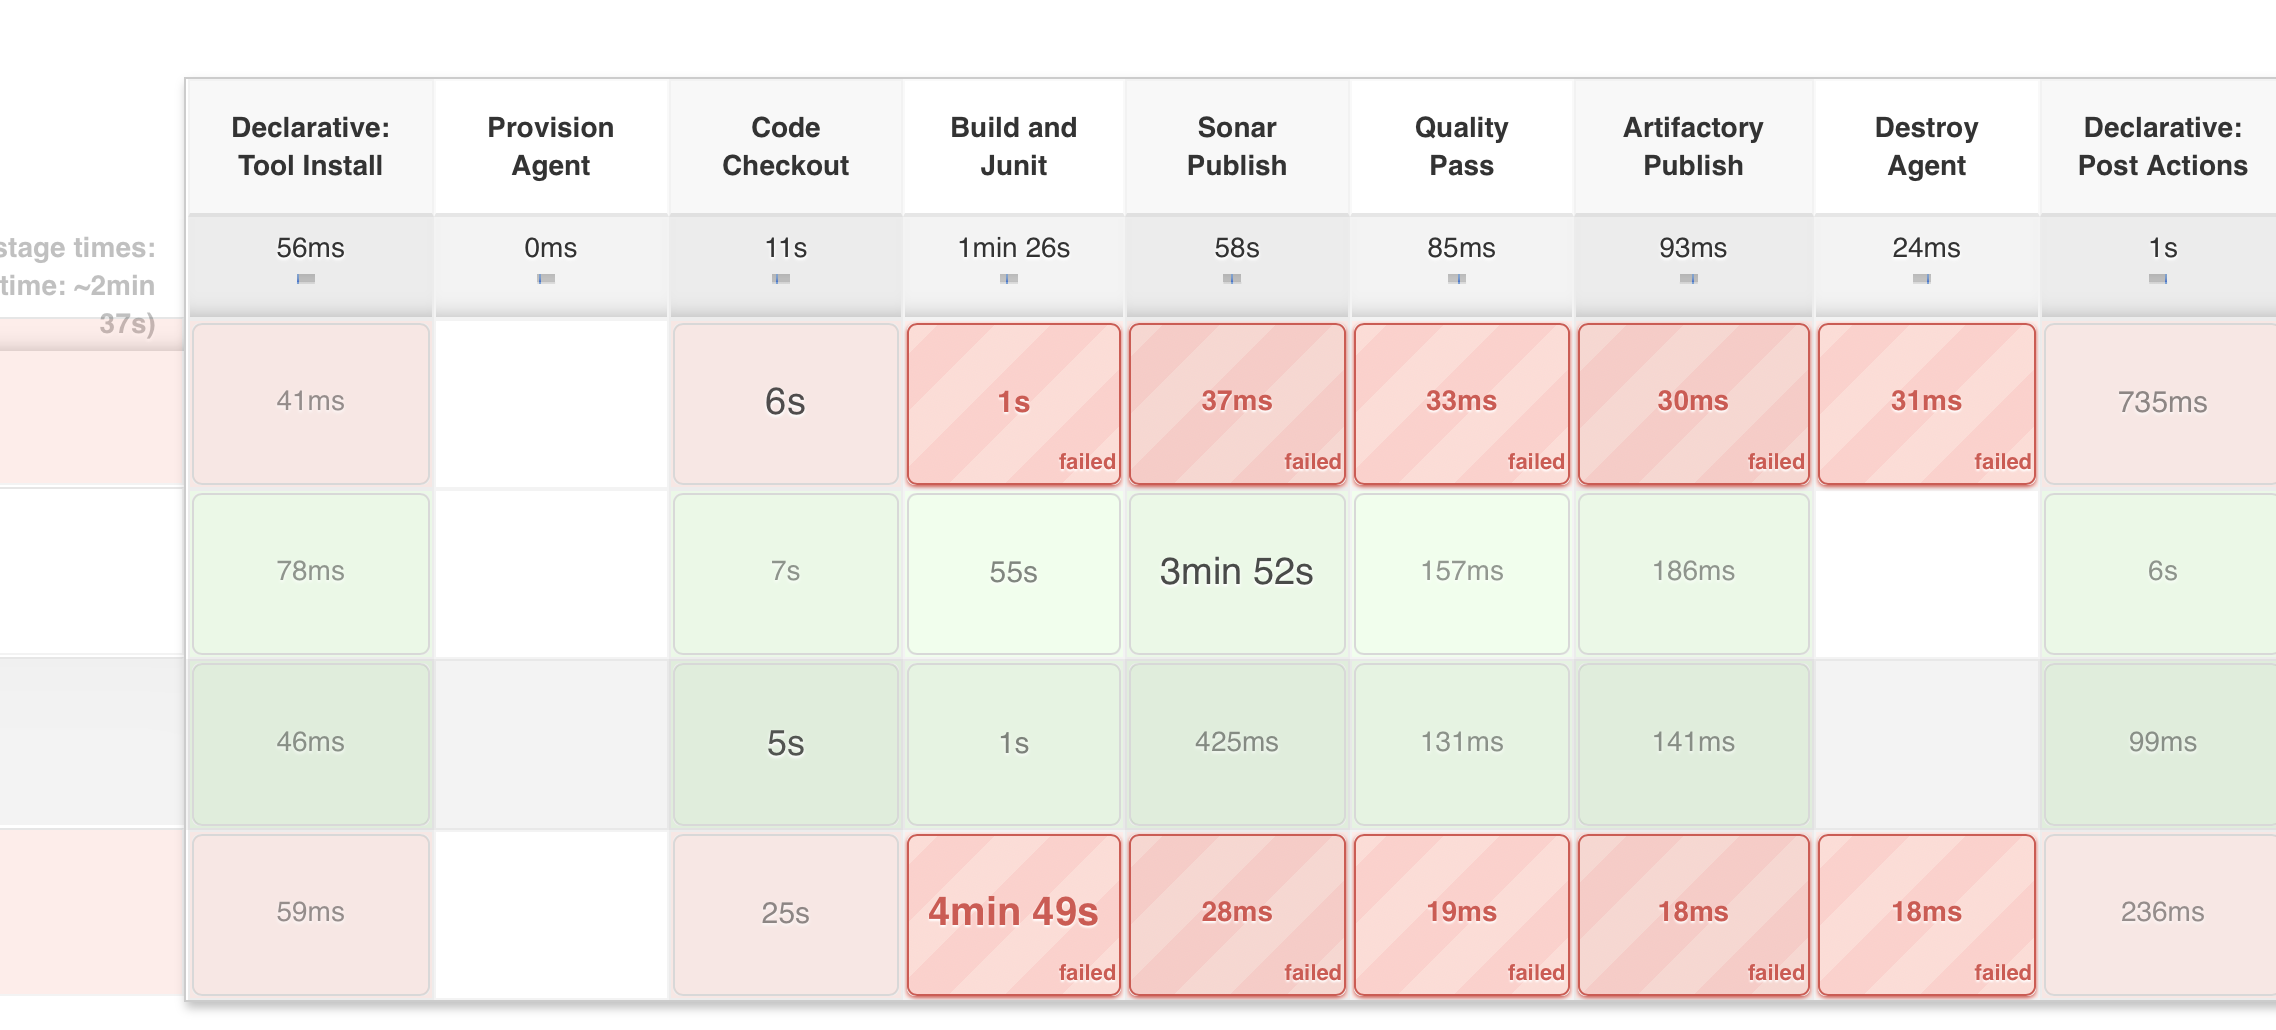 Declarative: Tool Install
Provision Agent
Code Checkout
Build and Junit
Sonar Publish
Quality Pass
Artifactory Publish
Destroy Agent
Declarative: Post Actions
stage times:
time: ~2min
37s)
56ms 0ms 11s 1min 26s 58s 85ms 93ms 24ms 1s
41ms 6s 1s 37ms 33ms 30ms 31ms 735ms
failed failed failed failed failed
78ms 7s 55s 3min 52s 157ms 186ms 6s
46ms 5s 1s 425ms 131ms 141ms 99ms
59ms 25s 4min 49s 28ms 19ms 18ms 18ms 236ms
failed failed failed failed failed